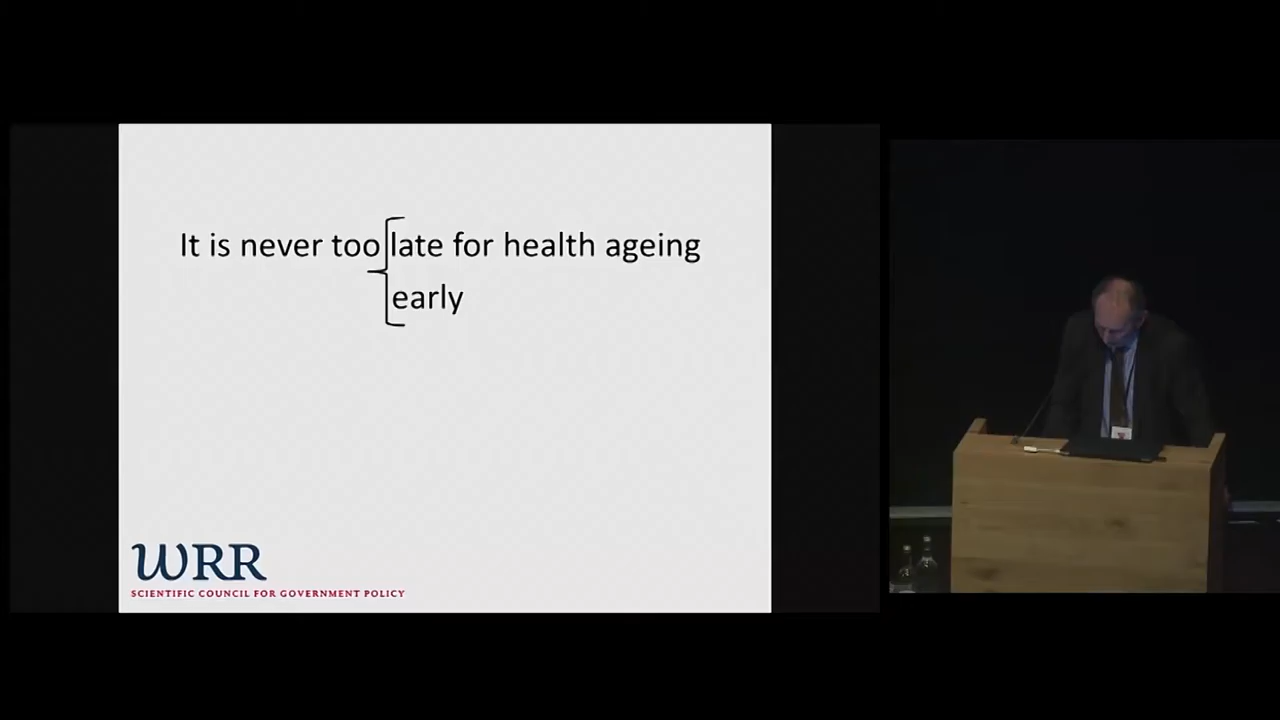 It is never too late for health ageing
early
WRR
SCIENTIFIC COUNCIL FOR GOVERNMENT POLICY